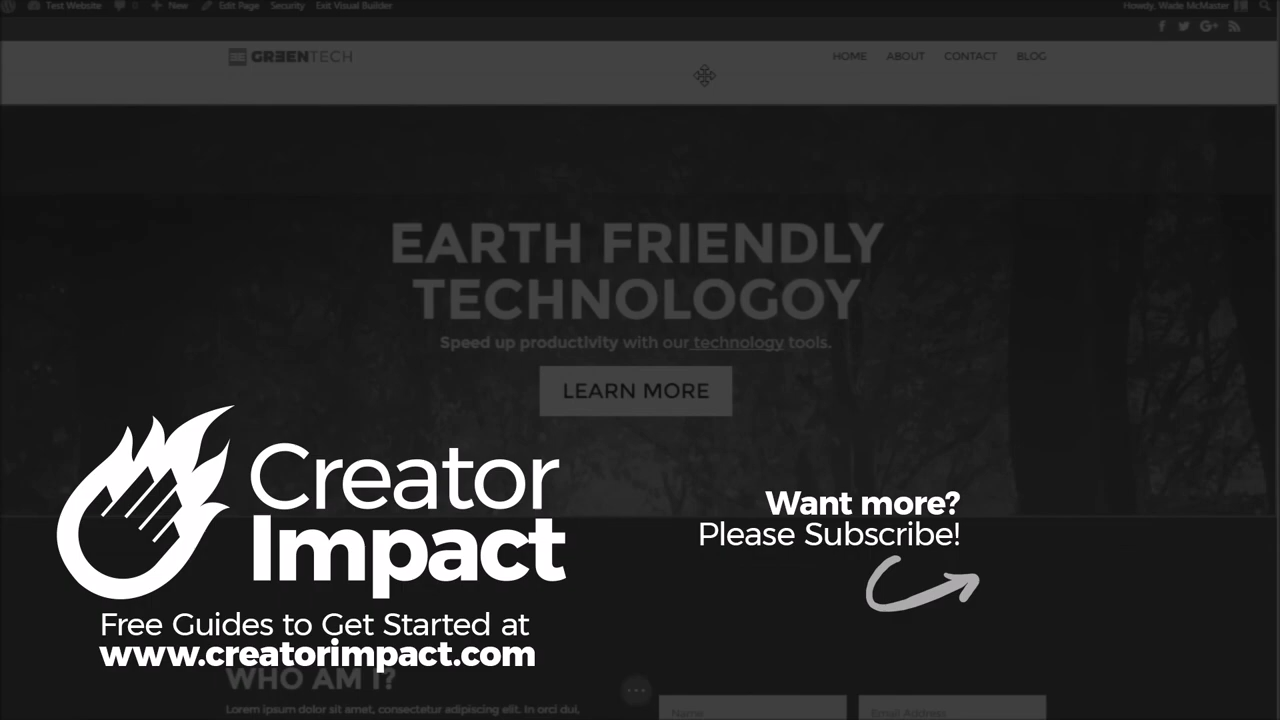 Test Website 0 New Edit Page Security Exit Visual Builder Howdy, Wade McMaster
GREENTECH HOME ABOUT CONTACT BLOG
EARTH FRIENDLY
TECHNOLOGOY
Speed up productivity with our technology tools.
LEARN MORE
Creator
Impact
Want more?
Please Subscribe!
Free Guides to Get Started at
www.creatorimpact.com
WHO AM I?
Lorem ipsum dolor sit amet, consectetur adipiscing elit. In orci dui,
Name Email Address